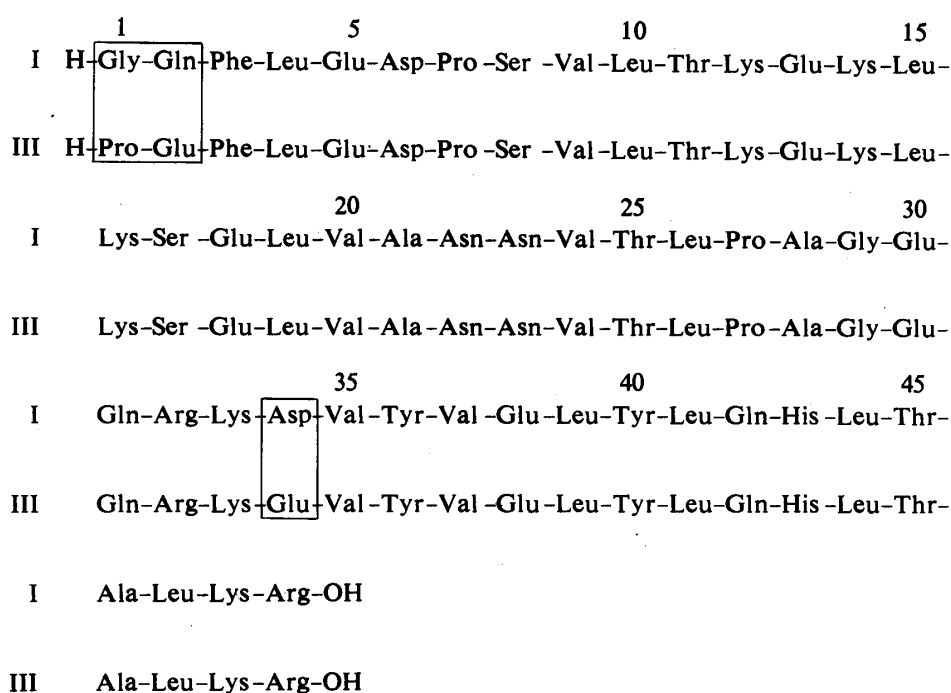 1 5 10 15
I H-Gly-Gln-Phe-Leu-Glu-Asp-Pro-Ser-Val-Leu-Thr-Lys-Glu-Lys-Leu-
III H-Pro-Glu-Phe-Leu-Glu-Asp-Pro-Ser-Val-Leu-Thr-Lys-Glu-Lys-Leu-
20 25 30
I Lys-Ser-Glu-Leu-Val-Ala-Asn-Asn-Val-Thr-Leu-Pro-Ala-Gly-Glu-
III Lys-Ser-Glu-Leu-Val-Ala-Asn-Asn-Val-Thr-Leu-Pro-Ala-Gly-Glu-
35 40 45
I Gln-Arg-Lys-Asp-Val-Tyr-Val-Glu-Leu-Tyr-Leu-Gln-His-Leu-Thr-
III Gln-Arg-Lys-Glu-Val-Tyr-Val-Glu-Leu-Tyr-Leu-Gln-His-Leu-Thr-
I Ala-Leu-Lys-Arg-OH
III Ala-Leu-Lys-Arg-OH